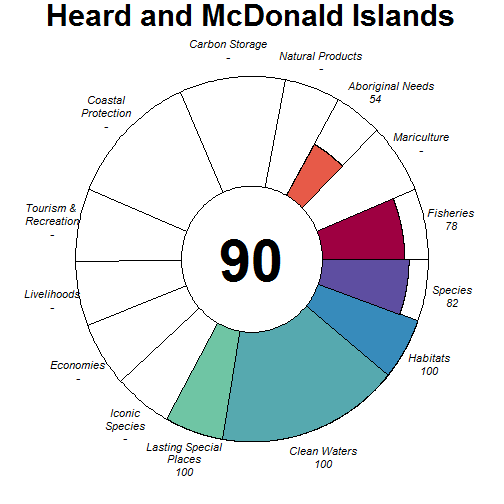 Heard and McDonald Islands
Carbon Storage
-
Natural Products
-
Aboriginal Needs
54
Mariculture
-
Fisheries
78
Species
82
Habitats
100
Clean Waters
100
Lasting Special
Places
100
Iconic
Species
-
Economies
-
Livelihoods
-
Tourism &
Recreation
-
Coastal
Protection
-
90